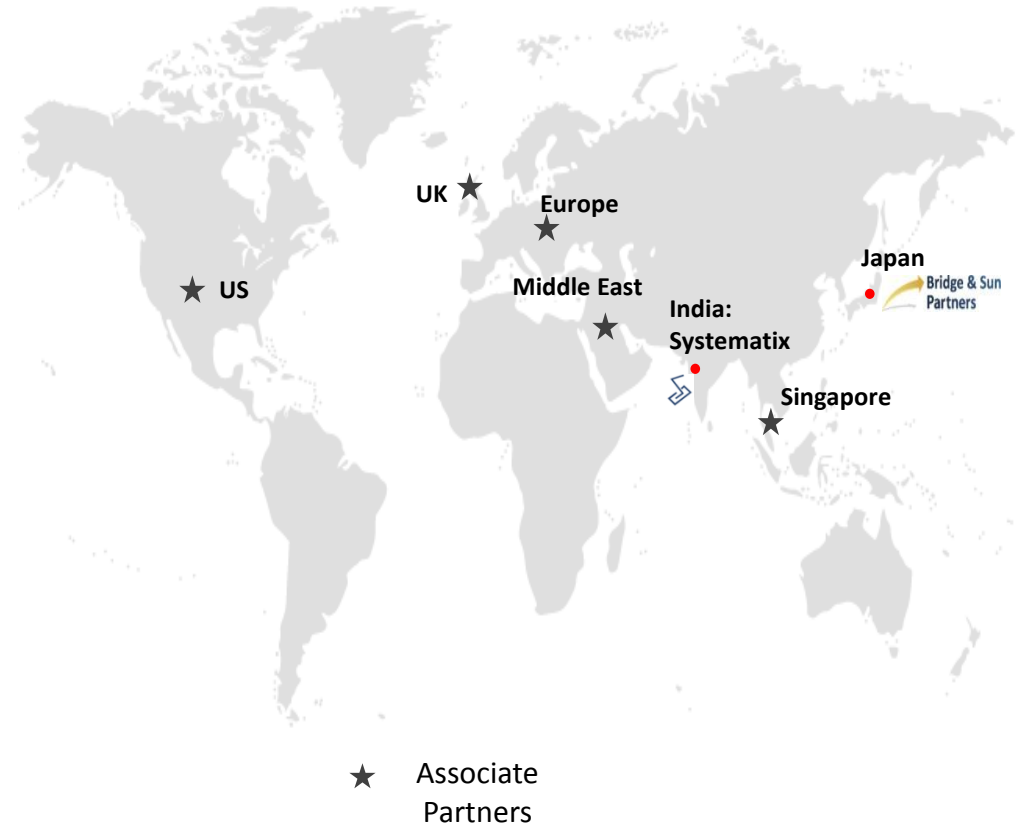 UK
Europe
US
Middle East
Japan
Bridge & Sun
Partners
India:
Systematix
Singapore
Associate
Partners